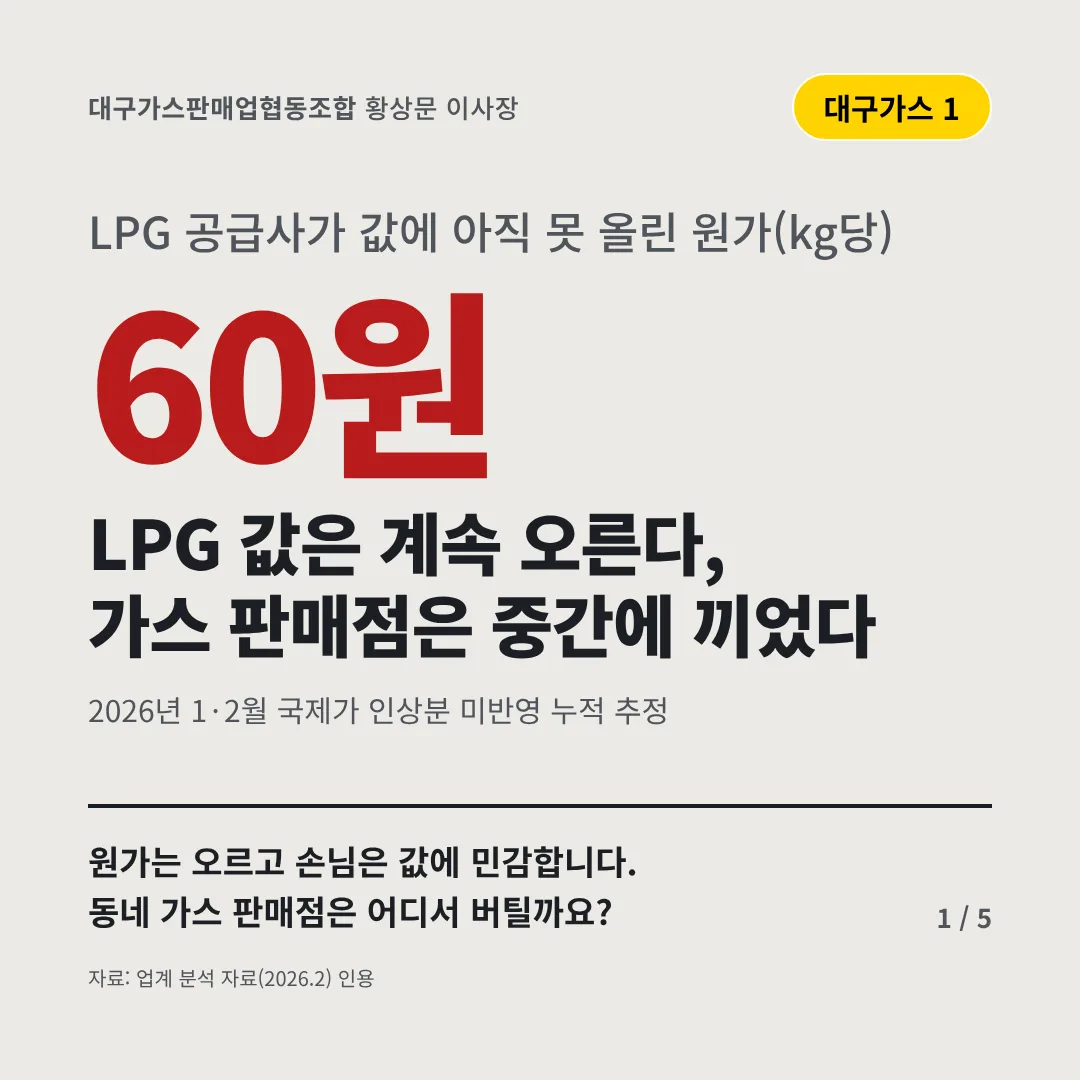 대구가스판매업협동조합 황상문 이사장
대구가스 1
LPG 공급사가 값에 아직 못 올린 원가(kg당)
60원
LPG 값은 계속 오른다,
가스 판매점은 중간에 끼었다
2026년 1·2월 국제가 인상분 미반영 누적 추정
원가는 오르고 손님은 값에 민감합니다.
동네 가스 판매점은 어디서 버틸까요?
1 / 5
자료: 업계 분석 자료(2026.2) 인용